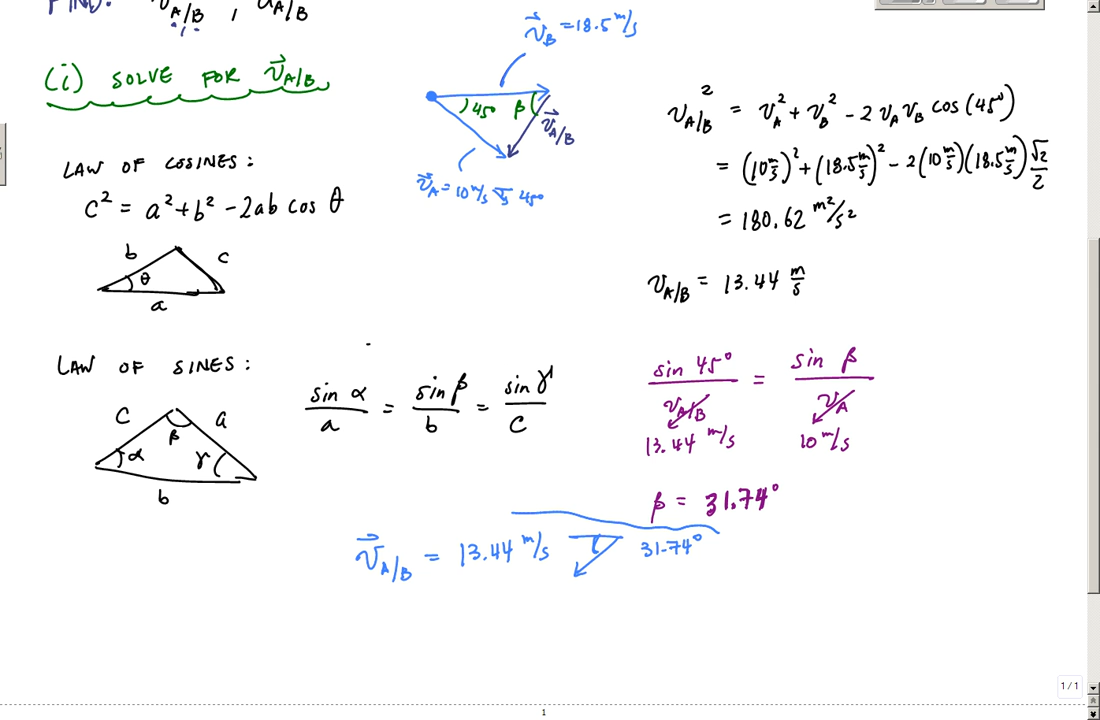 FIND: v⃗A/B , a⃗A/B
(i) SOLVE FOR v⃗A/B
v⃗B = 18.5 m/s
45° β
v⃗A/B
v⃗A = 10 m/s 45°
LAW OF COSINES:
c² = a² + b² - 2ab cos θ
b c
θ
a
vA/B² = vA² + vB² - 2 vA vB cos (45°)
= (10 m/s)² + (18.5 m/s)² - 2(10 m/s)(18.5 m/s) √2/2
= 180.62 m²/s²
vA/B = 13.44 m/s
LAW OF SINES:
sin α / a = sin β / b = sin γ / c
c a
β
α γ
b
sin 45° / vA/B = sin β / vA
13.44 m/s 10 m/s
β = 31.74°
v⃗A/B = 13.44 m/s 31.74°
1 / 1
1